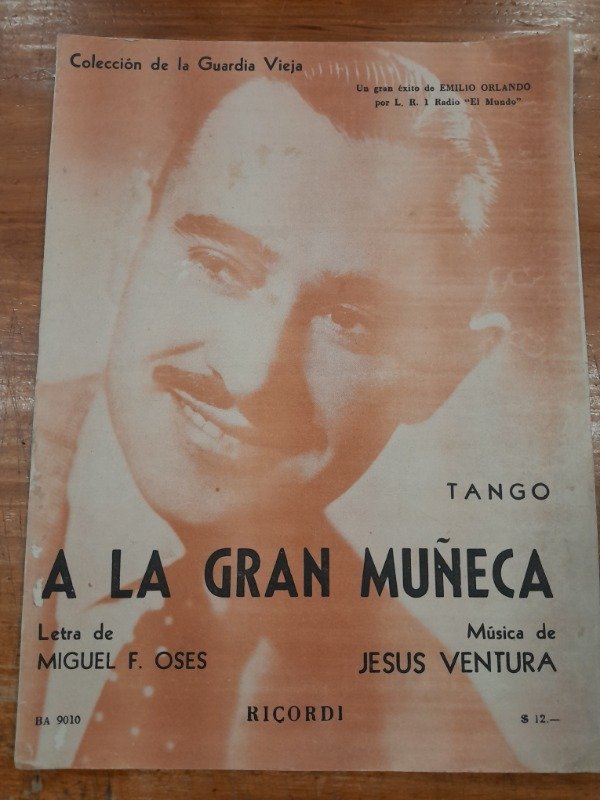 Colección de la Guardia Vieja
Un gran éxito de EMILIO ORLANDO
por L. R. 1 Radio "El Mundo"
TANGO
A LA GRAN MUÑECA
Letra de
MIGUEL F. OSES
Música de
JESUS VENTURA
BA 9010
RICORDI
$ 12.—